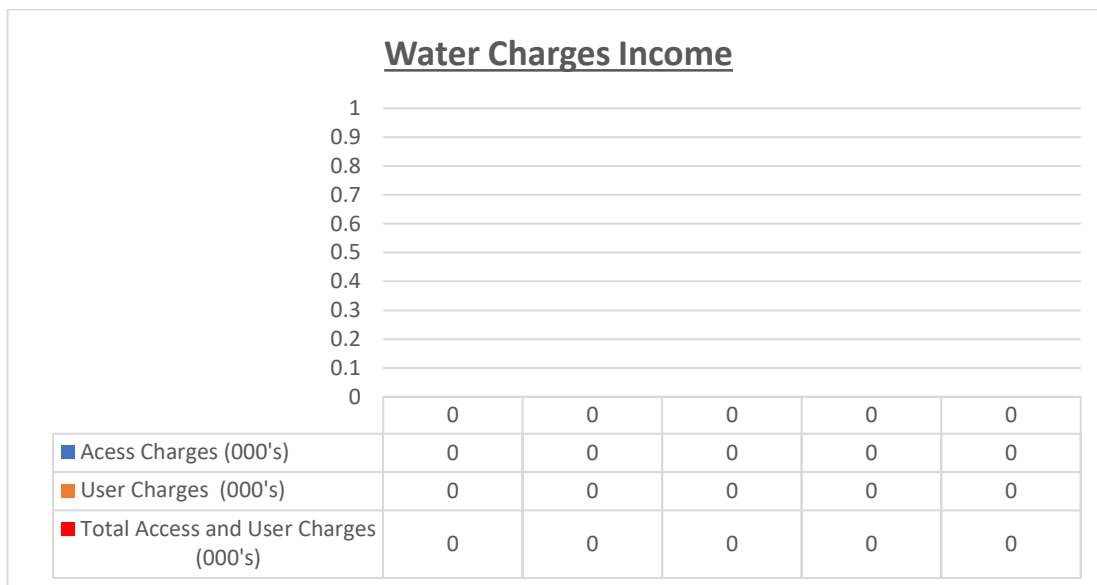 Water Charges Income
1
0.9
0.8
0.7
0.6
0.5
0.4
0.3
0.2
0.1
0
0 0 0 0 0
Acess Charges (000's) 0 0 0 0 0
User Charges (000's) 0 0 0 0 0
Total Access and User Charges
(000's) 0 0 0 0 0